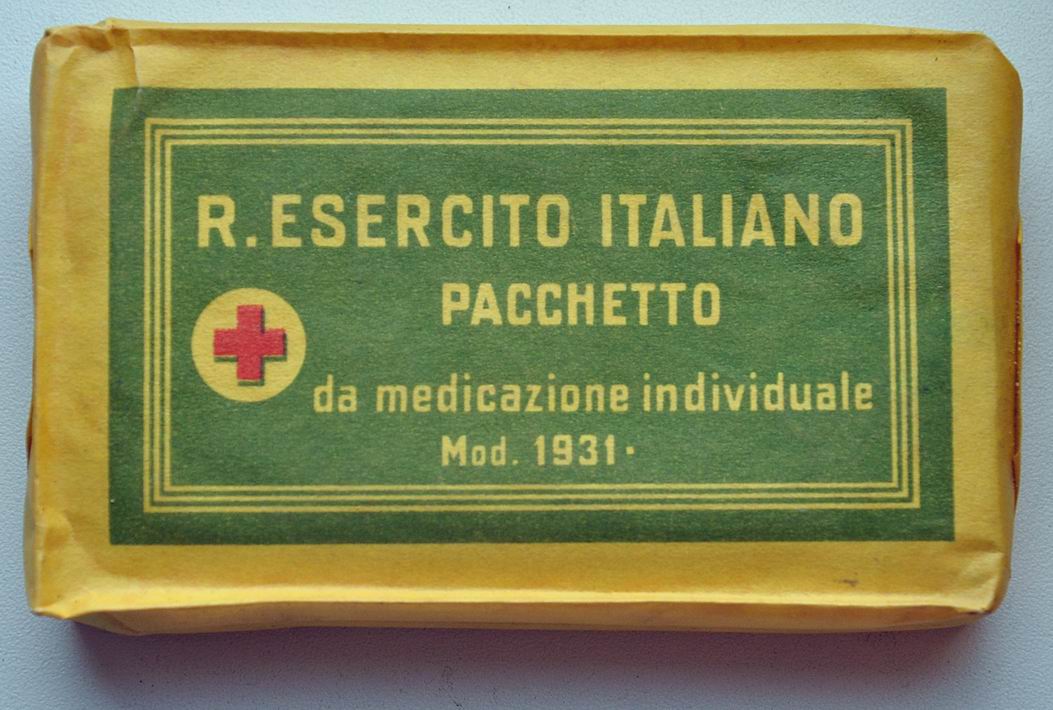 R. ESERCITO ITALIANO
PACCHETTO
da medicazione individuale
Mod. 1931.